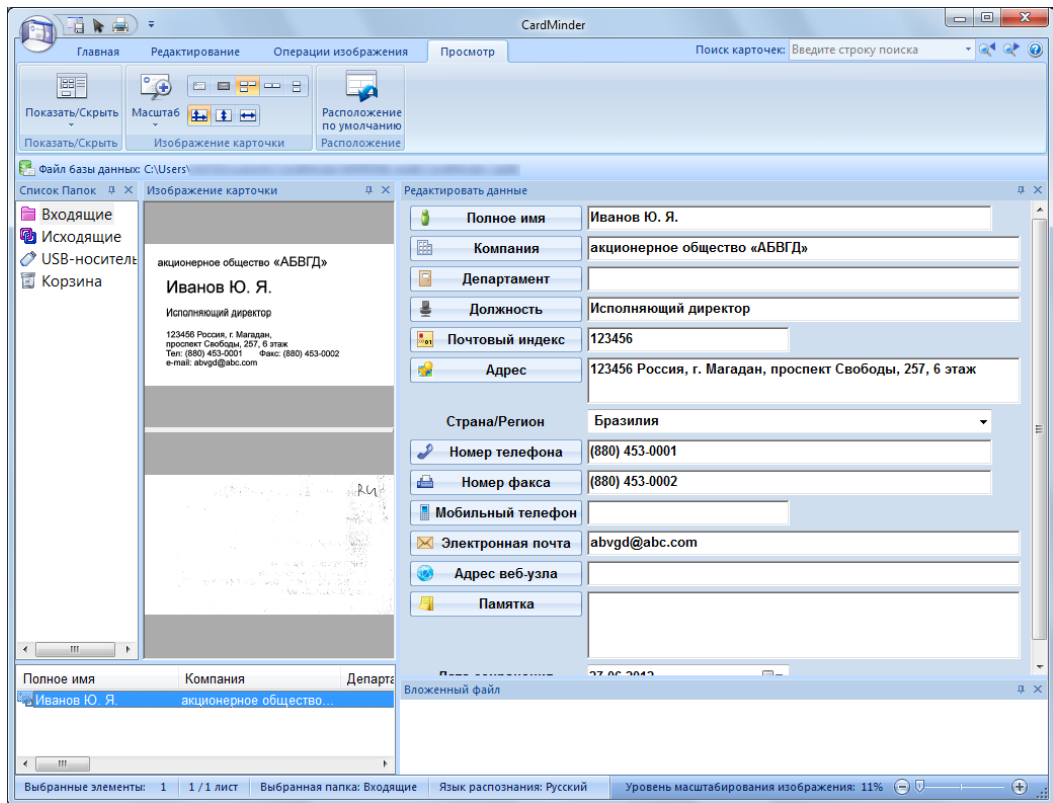 CardMinder
Главная Редактирование Операции изображения Просмотр Поиск карточек: Введите строку поиска
Показать/Скрыть Масштаб Расположение по умолчанию
Показать/Скрыть Изображение карточки Расположение
Файл базы данных: C:\Users\
Список Папок Изображение карточки Редактировать данные
Входящие
Исходящие
USB-носитель
Корзина
акционерное общество «АБВГД»
Иванов Ю. Я.
Исполняющий директор
123456 Россия, г. Магадан,
проспект Свободы, 257, 6 этаж
Тел: (880) 453-0001 Факс: (880) 453-0002
e-mail: abvgd@abc.com
RU
Полное имя Иванов Ю. Я.
Компания акционерное общество «АБВГД»
Департамент
Должность Исполняющий директор
Почтовый индекс 123456
Адрес 123456 Россия, г. Магадан, проспект Свободы, 257, 6 этаж
Страна/Регион Бразилия
Номер телефона (880) 453-0001
Номер факса (880) 453-0002
Мобильный телефон
Электронная почта abvgd@abc.com
Адрес веб-узла
Памятка
Полное имя Компания Департа
Иванов Ю. Я. акционерное общество...
Вложенный файл
Выбранные элементы: 1 1 / 1 лист Выбранная папка: Входящие Язык распознания: Русский Уровень масштабирования изображения: 11%